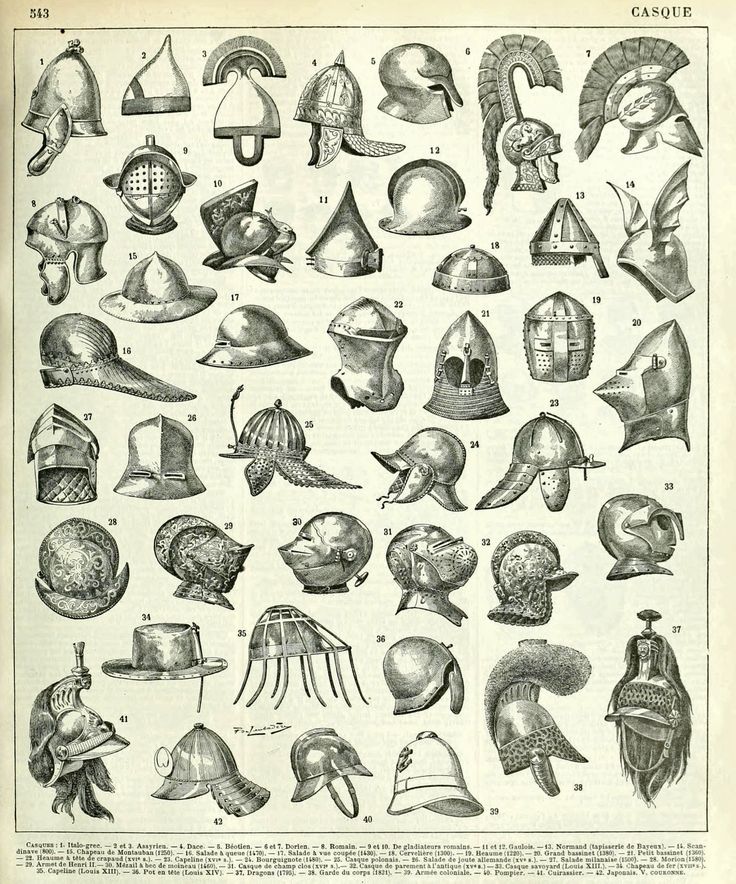 543 CASQUE
1 2 3 4 5 6 7
9 12
8 10 11 13 14
15 18
17 22 21 19
16 20
27 26 25 23
24
28 29 30 31 32 33
34 35 36 37
41
42 40 39 38
CASQUES : 1. Italo-grec. — 2 et 3. Assyrien. — 4. Dace. — 5. Béotien. — 6 et 7. Dorien. — 8. Romain. — 9 et 10. De gladiateurs romains. — 11 et 12. Gaulois. — 13. Normand (tapisserie de Bayeux). — 14. Scan-
dinave (800). — 15. Chapeau de Montauban (1250). — 16. Salade à queue (1470). — 17. Salade à vue coupée (1430). — 18. Cervelière (1300). — 19. Heaume (1220). — 20. Grand bassinet (1380). — 21. Petit bassinet (1360).
— 22. Heaume à tête de crapaud (XVIe s.). — 23. Capeline (XVIe s.). — 24. Bourguignote (1480). — 25. Casque polonais. — 26. Salade de joute allemande (XVe s.). — 27. Salade milanaise (1500). — 28. Morion (1580).
— 29. Armet de Henri II. — 30. Mézail à bec de moineau (1460). — 31. Casque de champ clos (XVIe s.). — 32. Casque de parement à l'antique (XVe s.). — 33. Casque savoyard (Louis XIII). — 34. Chapeau de fer (XVIIe s.).
35. Capeline (Louis XIII). — 36. Pot en tête (Louis XIV). — 37. Dragons (1795). — 38. Garde du corps (1821). — 39. Armée coloniale. — 40. Pompier. — 41. Cuirassier. — 42. Japonais. V. COURONNE.